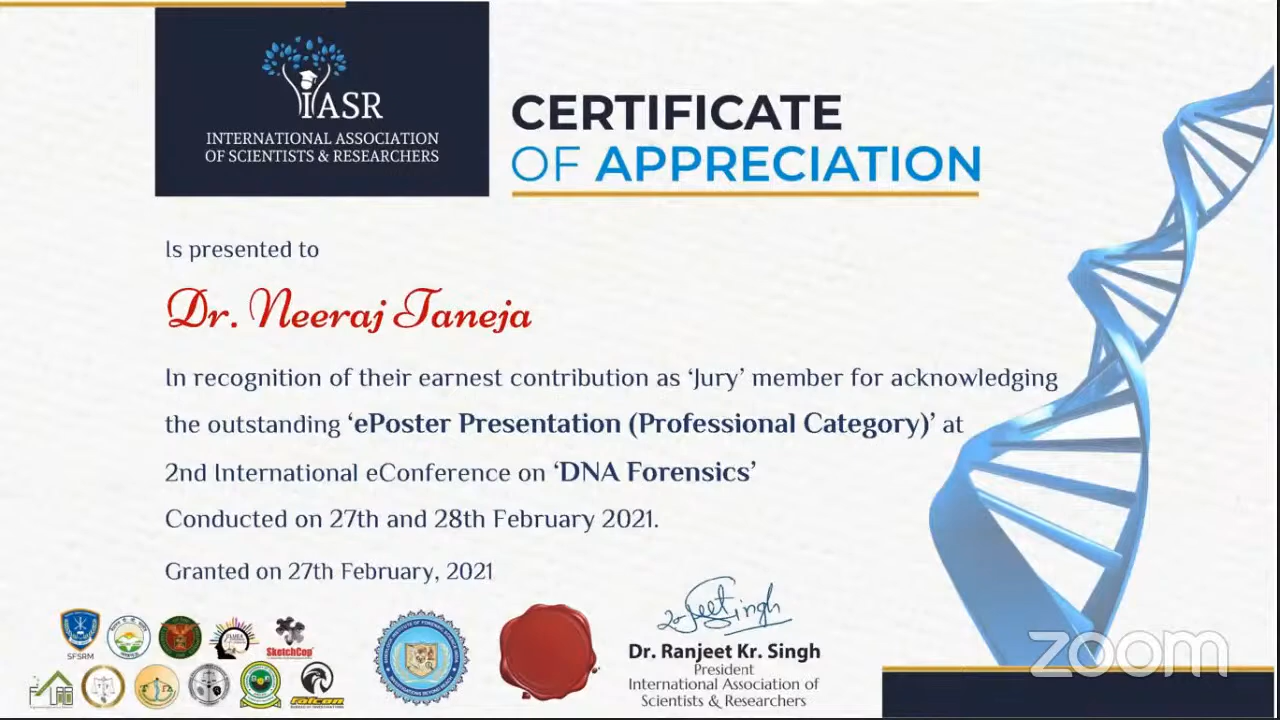 IASR
INTERNATIONAL ASSOCIATION
OF SCIENTISTS & RESEARCHERS
CERTIFICATE
OF APPRECIATION
Is presented to
Dr. Neeraj Taneja
In recognition of their earnest contribution as ‘Jury’ member for acknowledging
the outstanding ‘ePoster Presentation (Professional Category)’ at
2nd International eConference on ‘DNA Forensics’
Conducted on 27th and 28th February 2021.
Granted on 27th February, 2021
SFSRM
SketchCop
falcon
Dr. Ranjeet Kr. Singh
President
International Association of
Scientists & Researchers
zoom